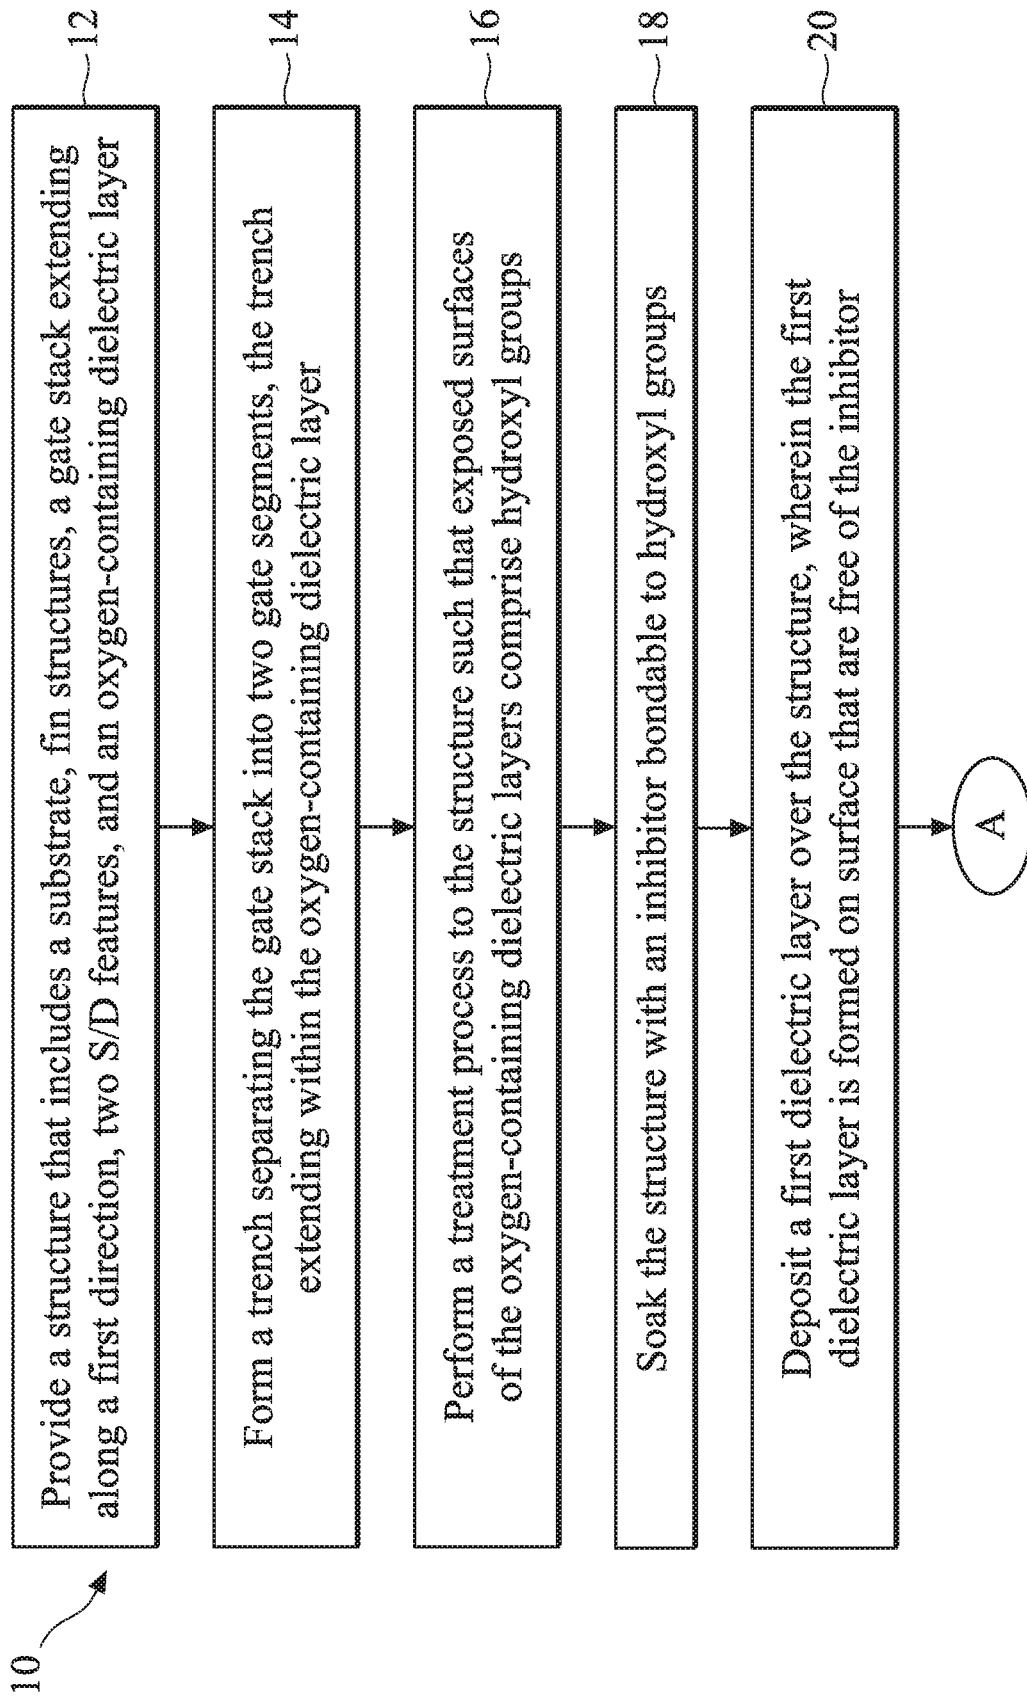 10
Provide a structure that includes a substrate, fin structures, a gate stack extending
along a first direction, two S/D features, and an oxygen-containing dielectric layer
12
Form a trench separating the gate stack into two gate segments, the trench
extending within the oxygen-containing dielectric layer
14
Perform a treatment process to the structure such that exposed surfaces
of the oxygen-containing dielectric layers comprise hydroxyl groups
16
Soak the structure with an inhibitor bondable to hydroxyl groups
18
Deposit a first dielectric layer over the structure, wherein the first
dielectric layer is formed on surface that are free of the inhibitor
20
A